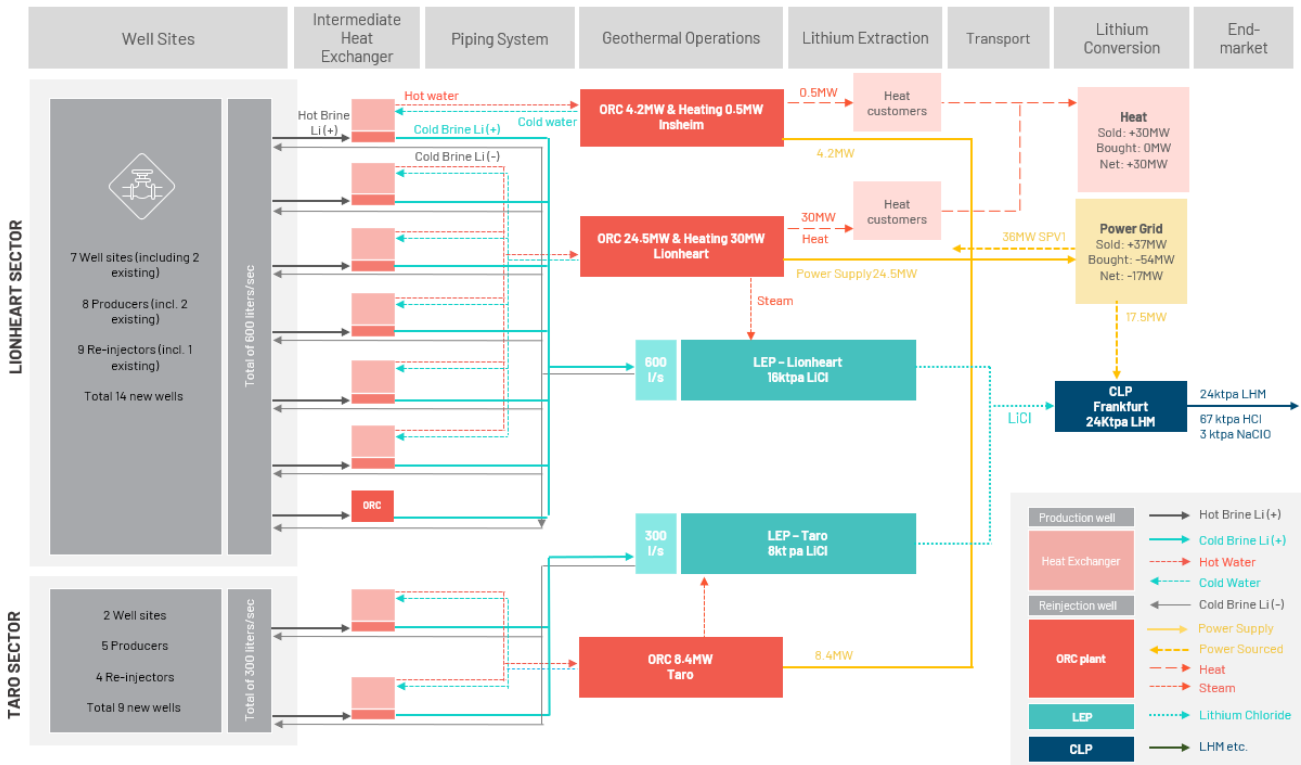 Well Sites
Intermediate
Heat
Exchanger
Piping System
Geothermal Operations
Lithium Extraction
Transport
Lithium
Conversion
End-
market
LIONHEART SECTOR
7 Well sites (including 2
existing)
8 Producers (incl. 2
existing)
9 Re-injectors (incl. 1
existing)
Total 14 new wells
Total of 600 liters/sec
Hot Brine
Li (+)
Hot water
Cold water
Cold Brine Li (+)
Cold Brine Li (-)
ORC
ORC 4.2MW & Heating 0.5MW
Insheim
0.5MW
Heat
customers
4.2MW
ORC 24.5MW & Heating 30MW
Lionheart
30MW
Heat
Heat
customers
Power Supply 24.5MW
36MW SPV1
Steam
Heat
Sold: +30MW
Bought: 0MW
Net: +30MW
Power Grid
Sold: +37MW
Bought: -54MW
Net: -17MW
17.5MW
600
l/s
LEP – Lionheart
16ktpa LiCl
LiCl
CLP
Frankfurt
24Ktpa LHM
24ktpa LHM
67 ktpa HCl
3 ktpa NaClO
300
l/s
LEP – Taro
8kt pa LiCl
TARO SECTOR
2 Well sites
5 Producers
4 Re-injectors
Total 9 new wells
Total of 300 liters/sec
ORC 8.4MW
Taro
8.4MW
Production well
Heat Exchanger
Reinjection well
ORC plant
LEP
CLP
Hot Brine Li (+)
Cold Brine Li (+)
Hot Water
Cold Water
Cold Brine Li (-)
Power Supply
Power Sourced
Heat
Steam
Lithium Chloride
LHM etc.